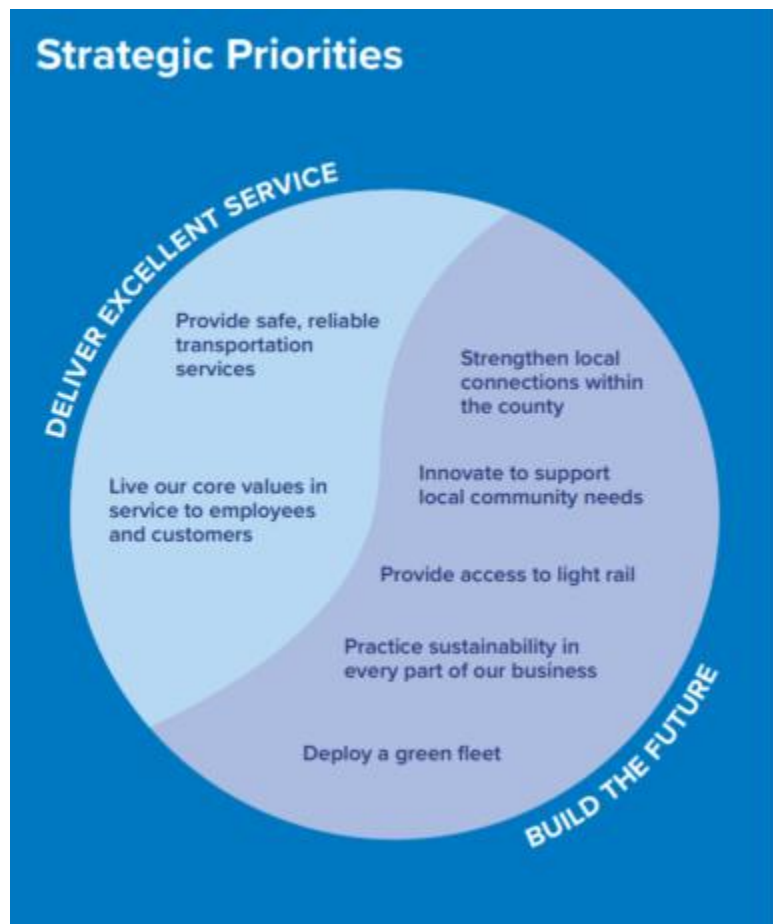 Strategic Priorities
DELIVER EXCELLENT SERVICE
Provide safe, reliable
transportation
services
Live our core values in
service to employees
and customers
Strengthen local
connections within
the county
Innovate to support
local community needs
Provide access to light rail
Practice sustainability in
every part of our business
Deploy a green fleet
BUILD THE FUTURE